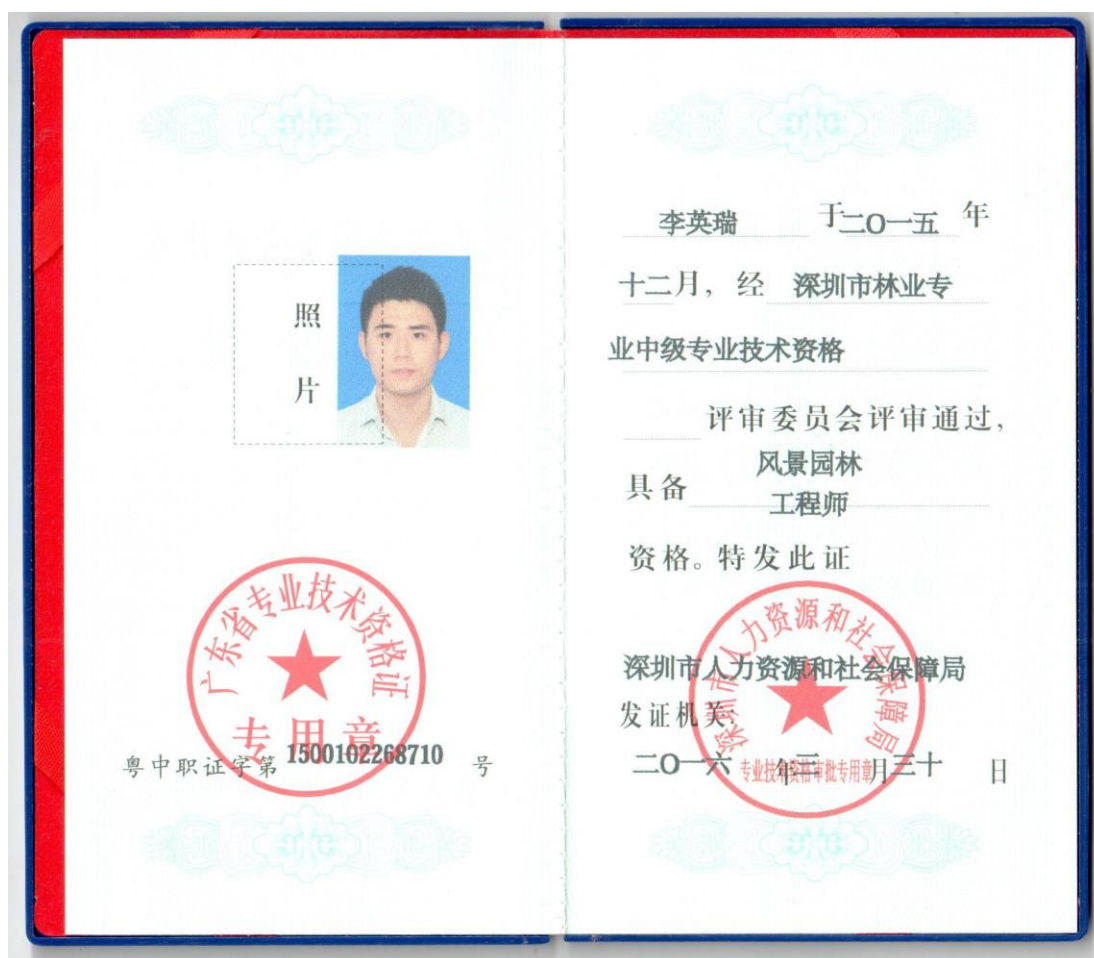 照
片
广东省专业技术资格证
专用章
粤中职证字第 1500102268710 号
李英瑞 于二〇一五 年
十二月，经 深圳市林业专
业中级专业技术资格
评审委员会评审通过，
具备 风景园林
工程师
资格。特发此证
深圳市人力资源和社会保障局
深圳市人力资源和社会保障局
发证机关：
二〇一六 年三 月三十 日
专业技术资格审批专用章